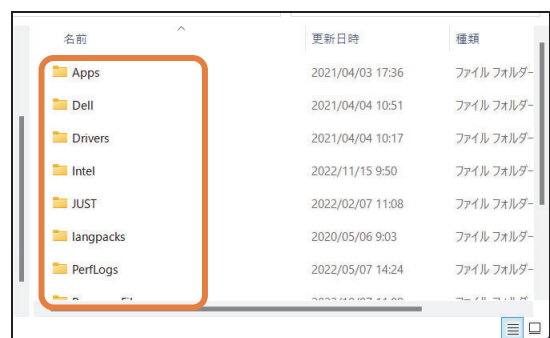 名前 更新日時 種類
Apps 2021/04/03 17:36 ファイル フォルダー
Dell 2021/04/04 10:51 ファイル フォルダー
Drivers 2021/04/04 10:17 ファイル フォルダー
Intel 2022/11/15 9:50 ファイル フォルダー
JUST 2022/02/07 11:08 ファイル フォルダー
langpacks 2020/05/06 9:03 ファイル フォルダー
PerfLogs 2022/05/07 14:24 ファイル フォルダー